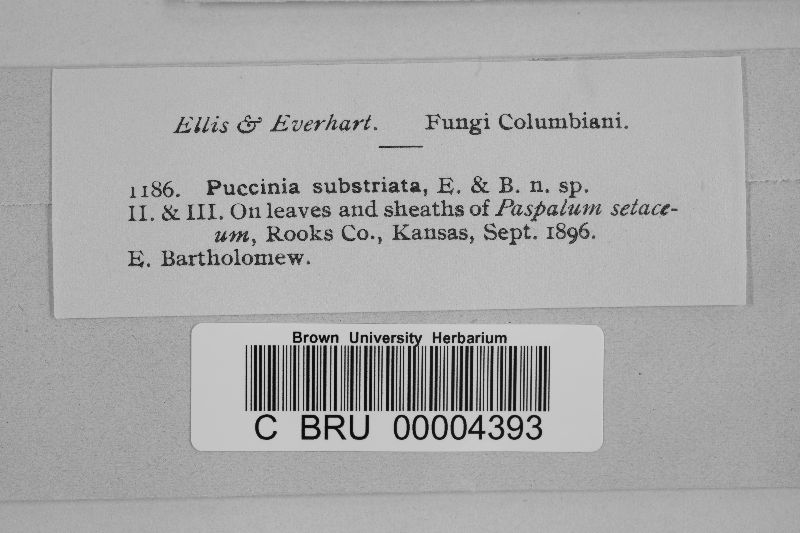 Ellis & Everhart. Fungi Columbiani.
1186. Puccinia substriata, E. & B. n. sp.
II. & III. On leaves and sheaths of Paspalum setace-
um, Rooks Co., Kansas, Sept. 1896.
E. Bartholomew.
Brown University Herbarium
C BRU 00004393